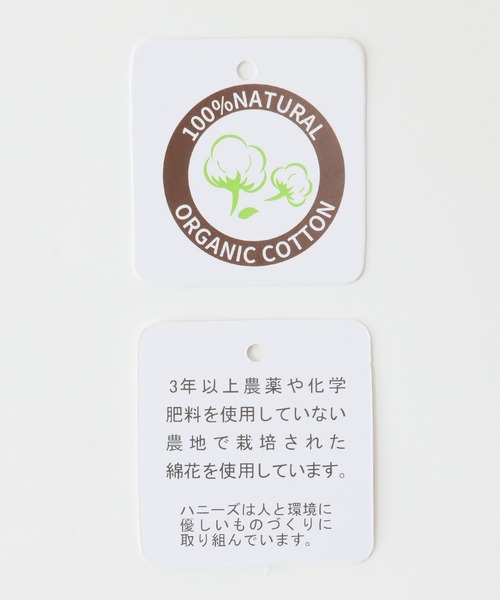 100%NATURAL
ORGANIC COTTON
3年以上農薬や化学
肥料を使用していない
農地で栽培された
綿花を使用しています。
ハニーズは人と環境に
優しいものづくりに
取り組んでいます。